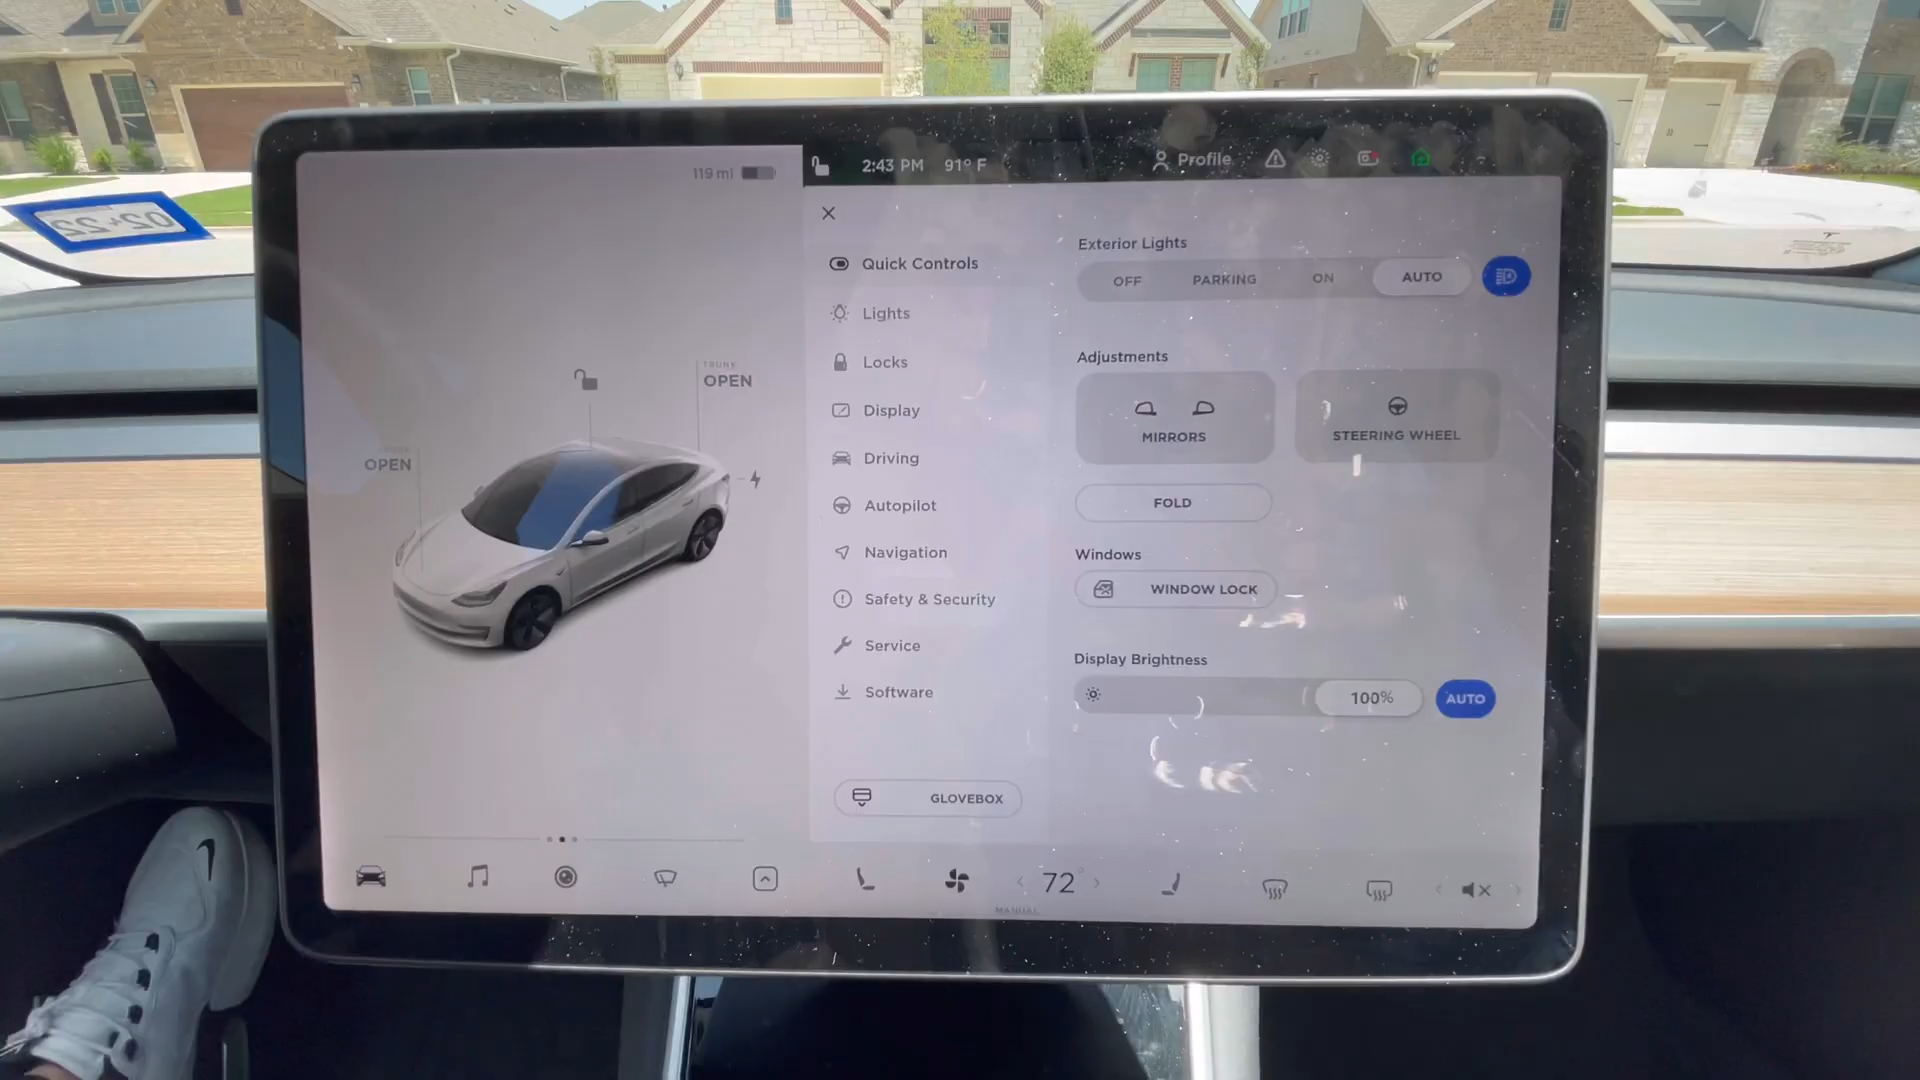 119 mi
2:43 PM 91° F
Profile
Quick Controls
Lights
Locks
Display
Driving
Autopilot
Navigation
Safety & Security
Service
Software
GLOVEBOX
TRUNK
OPEN
OPEN
Exterior Lights
OFF PARKING ON AUTO
Adjustments
MIRRORS STEERING WHEEL
FOLD
Windows
WINDOW LOCK
Display Brightness
100% AUTO
72°
MANUAL